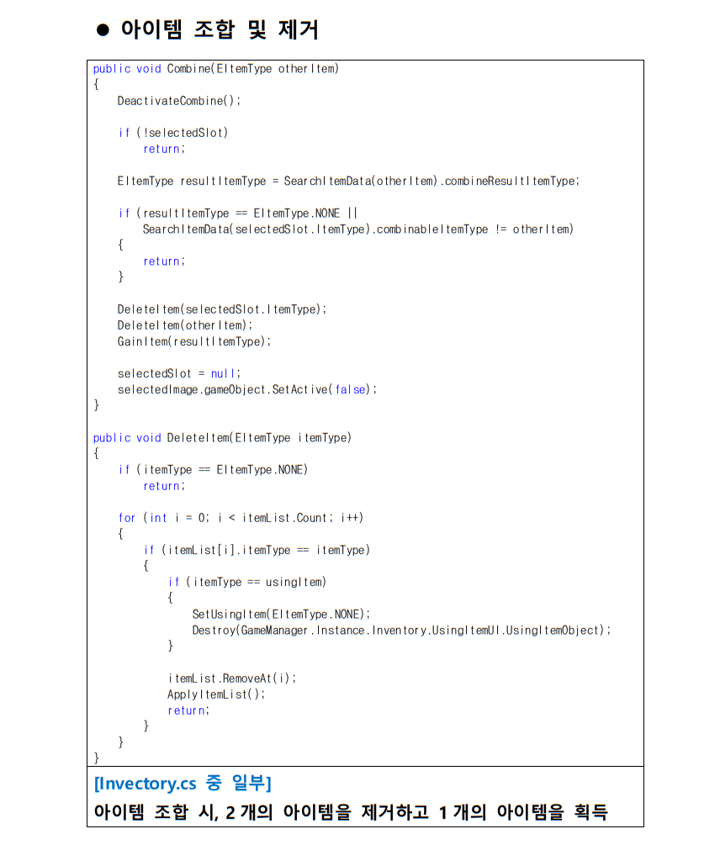 ● 아이템 조합 및 제거
public void Combine(EItemType otherItem)
{
    DeactivateCombine();

    if (!selectedSlot)
        return;

    EItemType resultItemType = SearchItemData(otherItem).combineResultItemType;

    if (resultItemType == EItemType.NONE ||
        SearchItemData(selectedSlot.ItemType).combinableItemType != otherItem)
    {
        return;
    }

    DeleteItem(selectedSlot.ItemType);
    DeleteItem(otherItem);
    GainItem(resultItemType);

    selectedSlot = null;
    selectedImage.gameObject.SetActive(false);
}

public void DeleteItem(EItemType itemType)
{
    if (itemType == EItemType.NONE)
        return;

    for (int i = 0; i < itemList.Count; i++)
    {
        if (itemList[i].itemType == itemType)
        {
            if (itemType == usingItem)
            {
                SetUsingItem(EItemType.NONE);
                Destroy(GameManager.Instance.Inventory.UsingItemUI.UsingItemObject);
            }

            itemList.RemoveAt(i);
            ApplyItemList();
            return;
        }
    }
}
[Invectory.cs 중 일부]
아이템 조합 시, 2개의 아이템을 제거하고 1개의 아이템을 획득